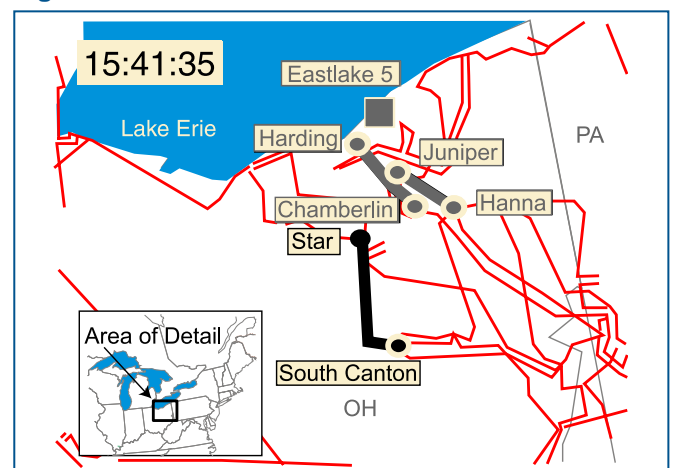 15:41:35
Eastlake 5
Lake Erie
Harding
PA
Juniper
Chamberlin
Hanna
Star
Area of Detail
South Canton
OH